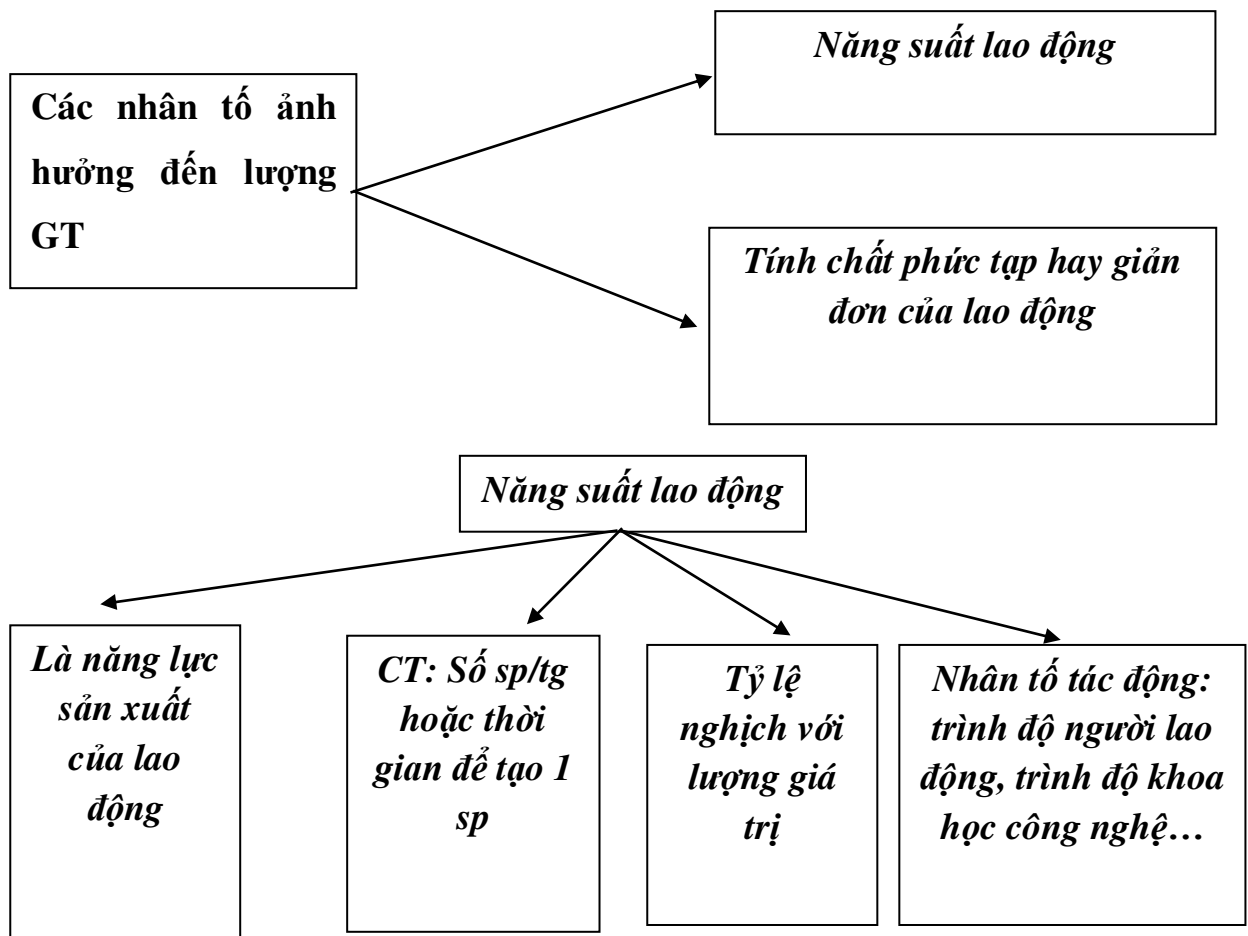 Năng suất lao động
Các nhân tố ảnh
hưởng đến lượng
GT
Tính chất phức tạp hay giản
đơn của lao động
Năng suất lao động
Là năng lực
sản xuất
của lao
động
CT: Số sp/tg
hoặc thời
gian để tạo 1
sp
Tỷ lệ
nghịch với
lượng giá
trị
Nhân tố tác động:
trình độ người lao
động, trình độ khoa
học công nghệ…